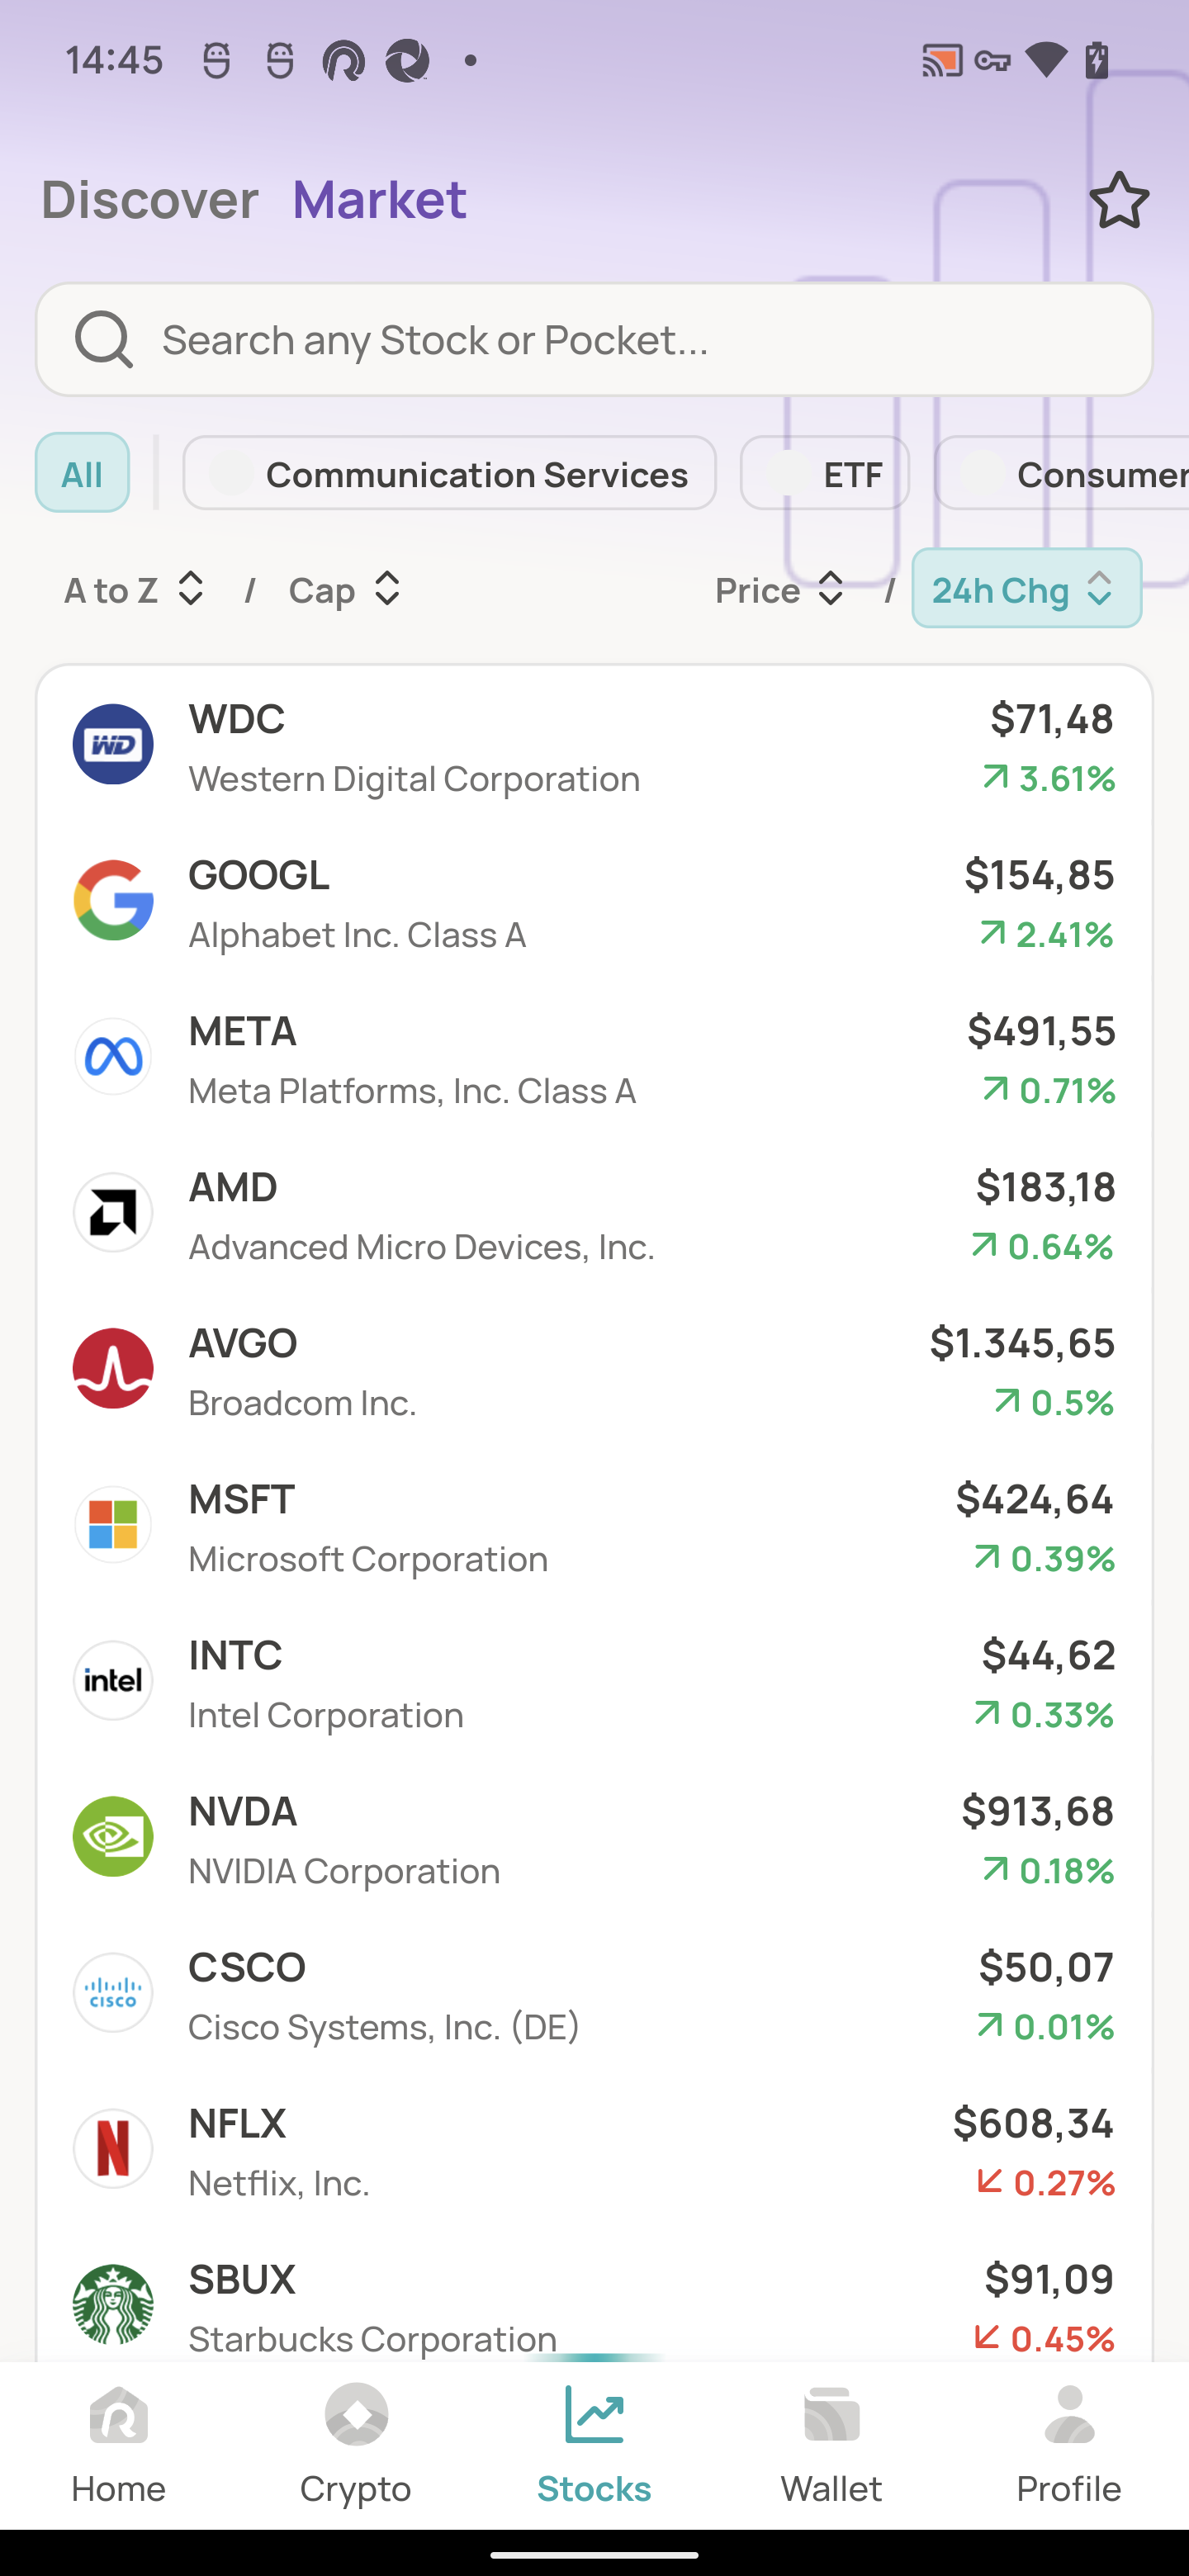 14:45
Discover Market
Search any Stock or Pocket...
All Communication Services ETF Consumer
A to Z / Cap Price / 24h Chg
WDC $71,48
Western Digital Corporation 3.61%
GOOGL $154,85
Alphabet Inc. Class A 2.41%
META $491,55
Meta Platforms, Inc. Class A 0.71%
AMD $183,18
Advanced Micro Devices, Inc. 0.64%
AVGO $1.345,65
Broadcom Inc. 0.5%
MSFT $424,64
Microsoft Corporation 0.39%
INTC $44,62
intel
Intel Corporation 0.33%
NVDA $913,68
NVIDIA Corporation 0.18%
CSCO $50,07
CISCO
Cisco Systems, Inc. (DE) 0.01%
NFLX $608,34
Netflix, Inc. 0.27%
SBUX $91,09
Starbucks Corporation 0.45%
Home Crypto Stocks Wallet Profile